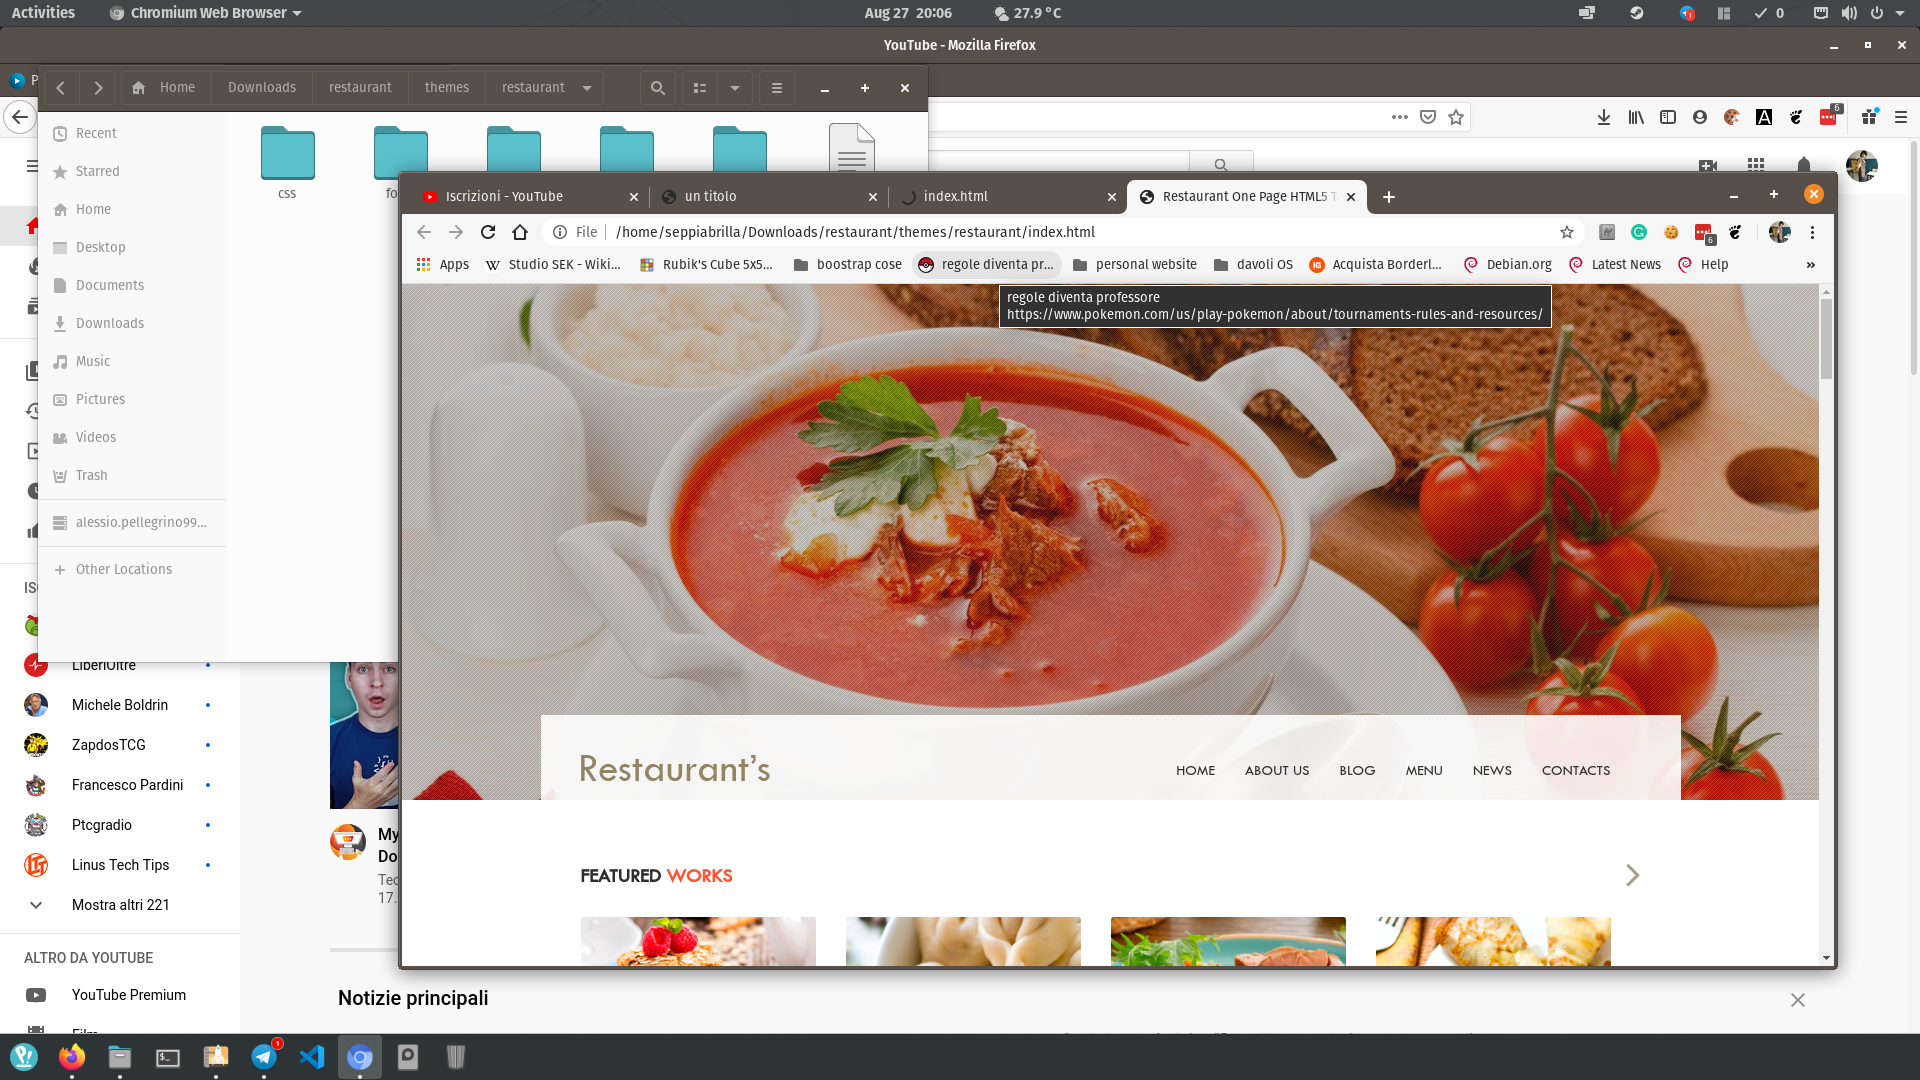 Activities
Chromium Web Browser
Aug 27 20:06
27.9 °C
0
YouTube - Mozilla Firefox
Home
Downloads
restaurant
themes
restaurant
6
Recent
Starred
Home
Desktop
Documents
Downloads
Music
Pictures
Videos
Trash
alessio.pellegrino99...
Other Locations
css
Iscrizioni - YouTube
un titolo
index.html
Restaurant One Page HTML5 T
File
/home/seppiabrilla/Downloads/restaurant/themes/restaurant/index.html
6
Apps
Studio SEK - Wiki...
Rubik's Cube 5x5...
boostrap cose
regole diventa pr...
personal website
davoli OS
Acquista Borderl...
Debian.org
Latest News
Help
»
regole diventa professore
https://www.pokemon.com/us/play-pokemon/about/tournaments-rules-and-resources/
Restaurant's
HOME
ABOUT US
BLOG
MENU
NEWS
CONTACTS
FEATURED WORKS
LiberiOltre
Michele Boldrin
ZapdosTCG
Francesco Pardini
Ptcgradio
Linus Tech Tips
Mostra altri 221
ALTRO DA YOUTUBE
YouTube Premium
Film
My
Do
Tec
17.
Notizie principali
1